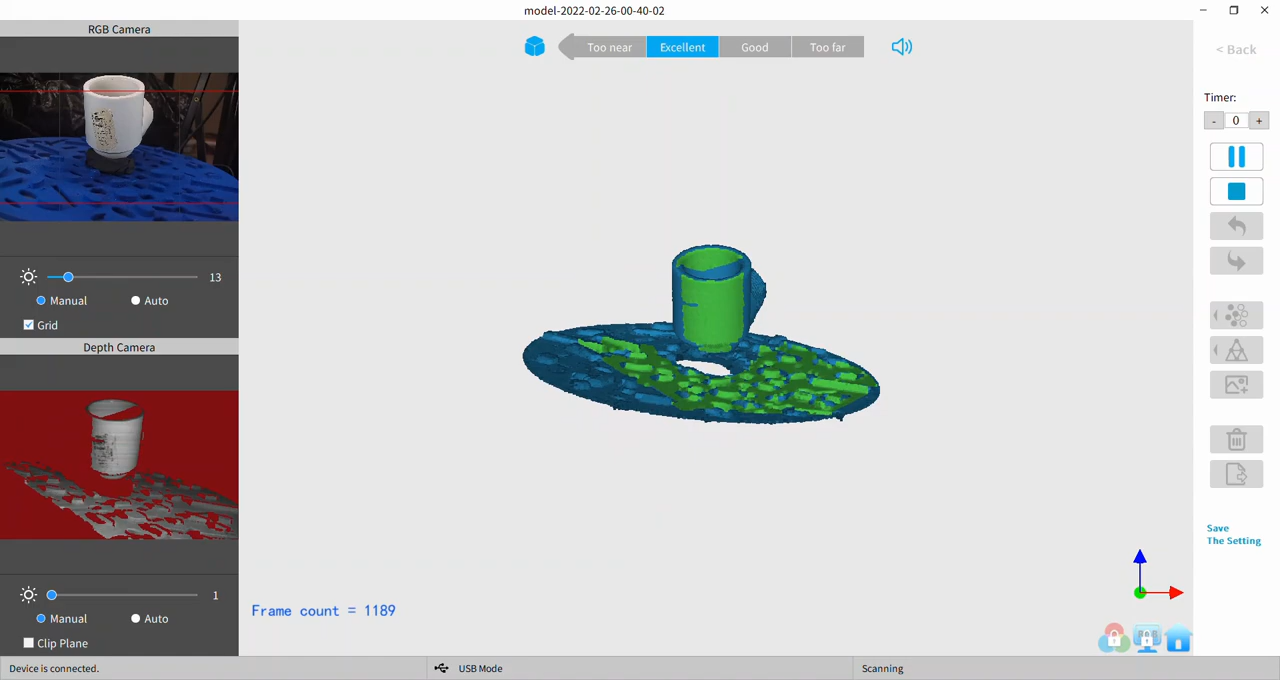 model-2022-02-26-00-40-02
RGB Camera
Too near
Excellent
Good
Too far
< Back
Timer:
- 0 +
13
Manual
Auto
Grid
Depth Camera
1
Manual
Auto
Clip Plane
Frame count = 1189
Save
The Setting
Device is connected.
USB Mode
Scanning